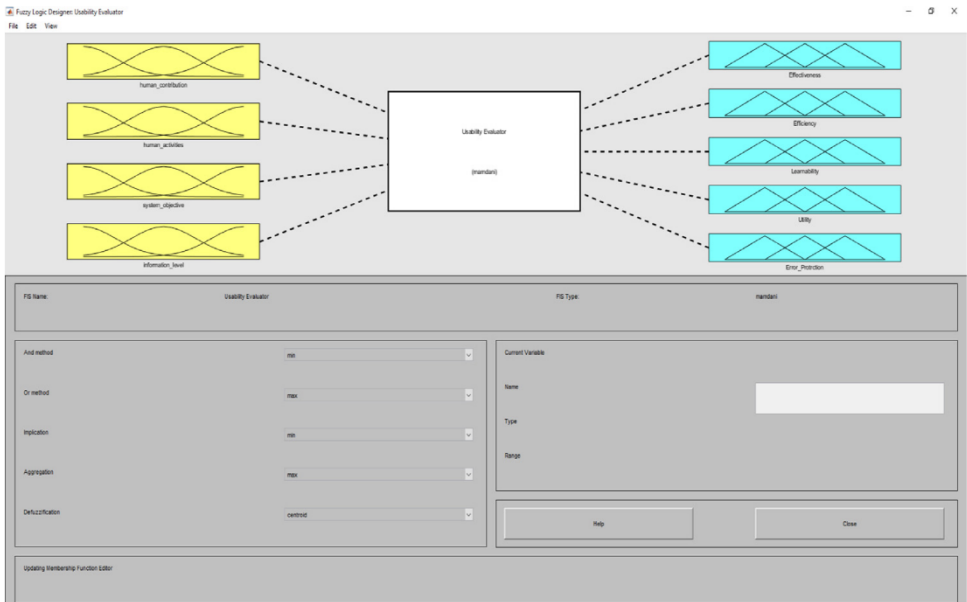 Fuzzy Logic Designer: Usability Evaluator
File Edit View
human_contribution
human_activities
system_objective
information_level
Usability Evaluator
(mamdani)
Effectiveness
Efficiency
Learnability
Utility
Error_Protction
FIS Name: Usability Evaluator FIS Type: mamdani
And method min
Or method max
Implication min
Aggregation max
Defuzzification centroid
Current Variable
Name
Type
Range
Help Close
Updating Membership Function Editor